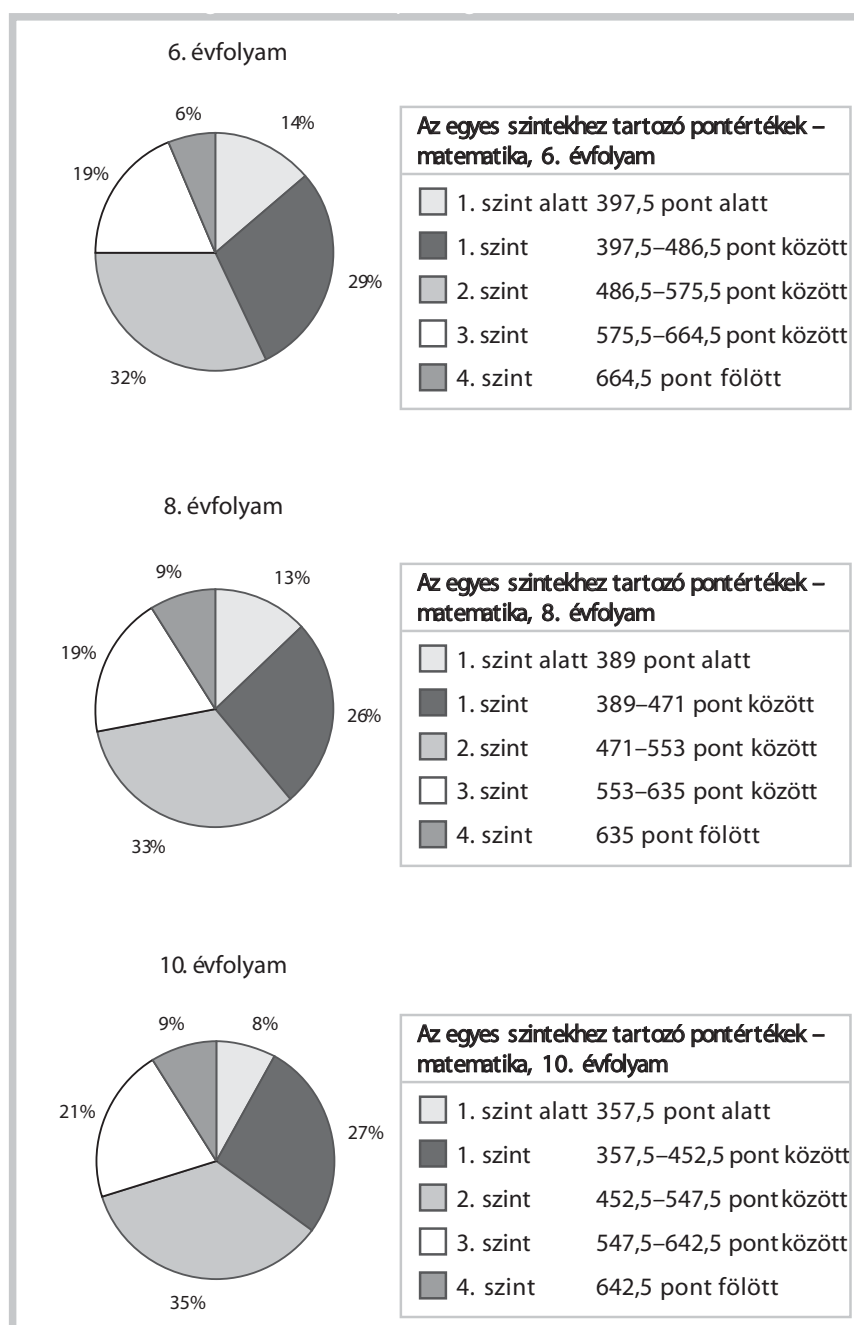 6. évfolyam
6%
14%
19%
29%
32%
Az egyes szintekhez tartozó pontértékek –
matematika, 6. évfolyam
1. szint alatt 397,5 pont alatt
1. szint 397,5–486,5 pont között
2. szint 486,5–575,5 pont között
3. szint 575,5–664,5 pont között
4. szint 664,5 pont fölött
8. évfolyam
9%
13%
19%
26%
33%
Az egyes szintekhez tartozó pontértékek –
matematika, 8. évfolyam
1. szint alatt 389 pont alatt
1. szint 389–471 pont között
2. szint 471–553 pont között
3. szint 553–635 pont között
4. szint 635 pont fölött
10. évfolyam
9%
8%
21%
27%
35%
Az egyes szintekhez tartozó pontértékek –
matematika, 10. évfolyam
1. szint alatt 357,5 pont alatt
1. szint 357,5–452,5 pont között
2. szint 452,5–547,5 pont között
3. szint 547,5–642,5 pont között
4. szint 642,5 pont fölött